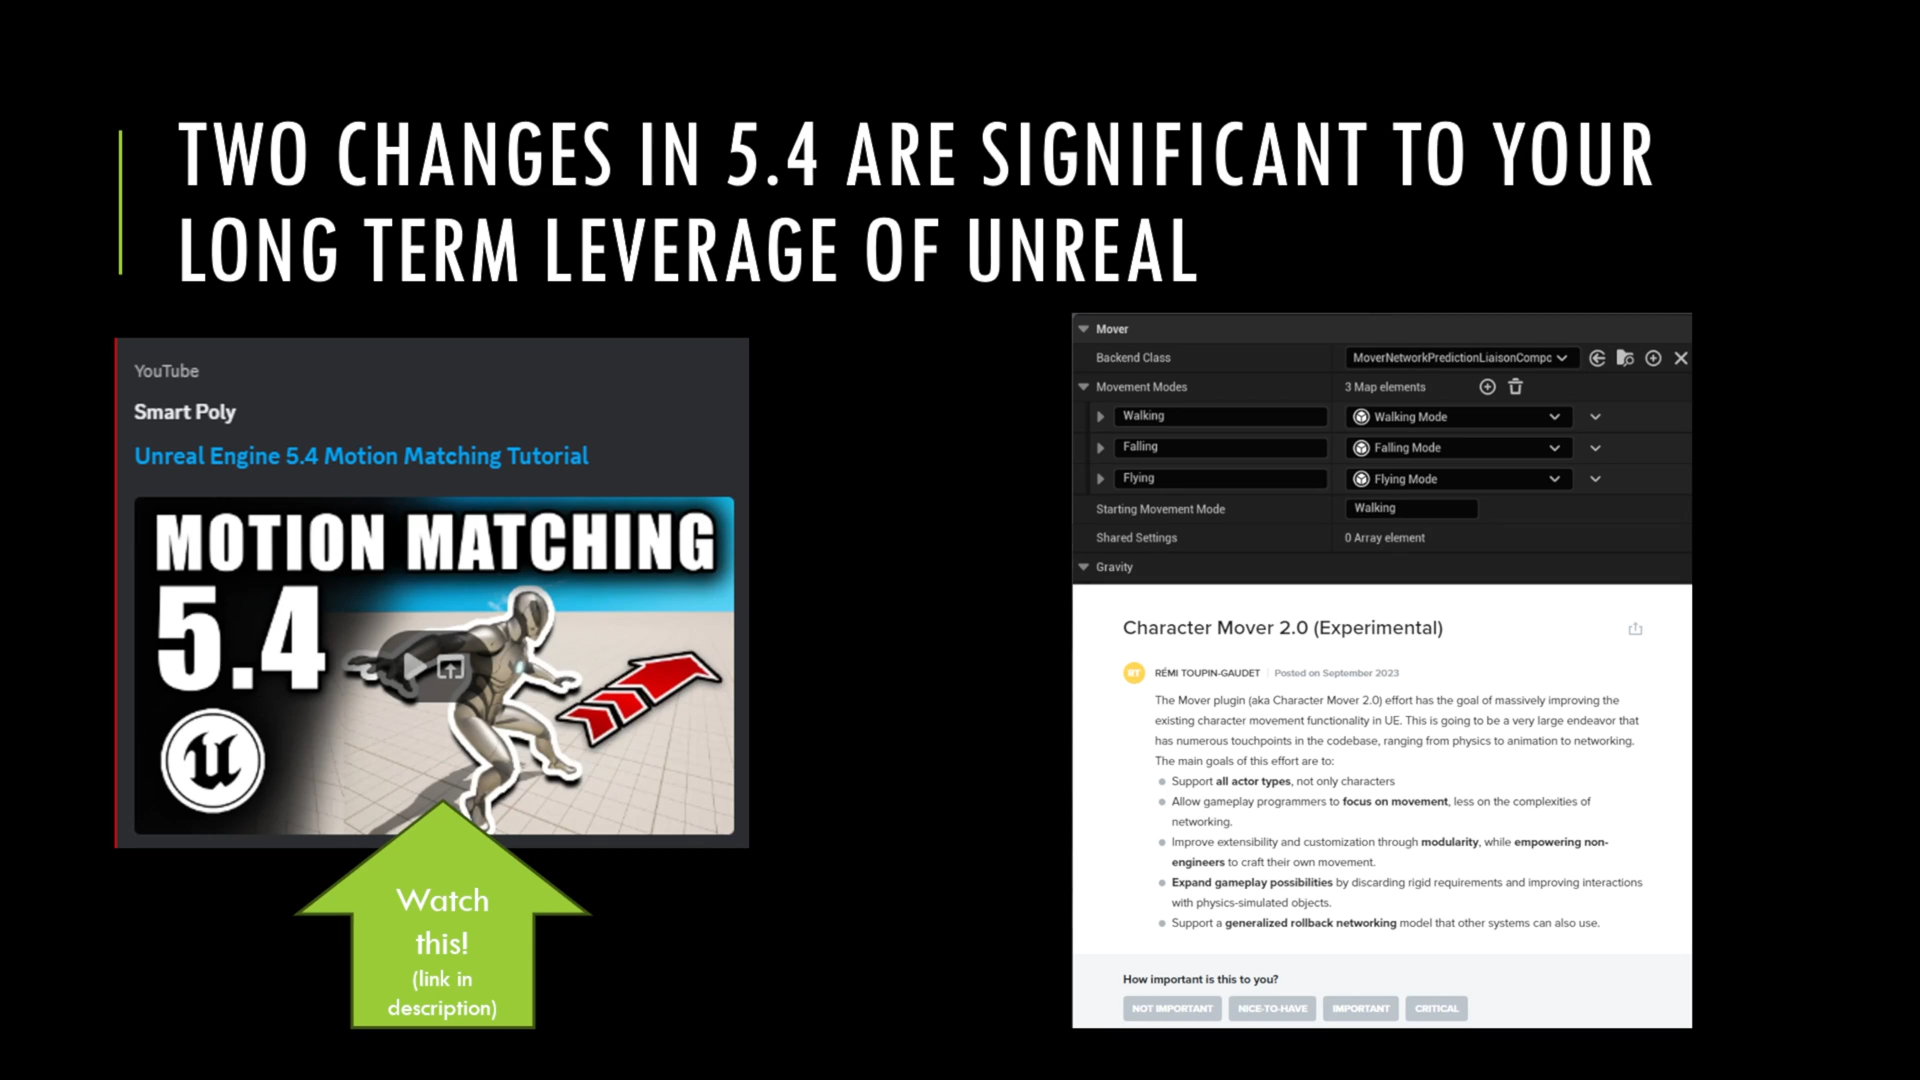 TWO CHANGES IN 5.4 ARE SIGNIFICANT TO YOUR
LONG TERM LEVERAGE OF UNREAL
YouTube
Smart Poly
Unreal Engine 5.4 Motion Matching Tutorial
MOTION MATCHING
5.4
Watch
this!
(link in
description)
Mover
Backend Class MoverNetworkPredictionLiaisonCompc
Movement Modes 3 Map elements
Walking Walking Mode
Falling Falling Mode
Flying Flying Mode
Starting Movement Mode Walking
Shared Settings 0 Array element
Gravity
Character Mover 2.0 (Experimental)
RT RÉMI TOUPIN-GAUDET Posted on September 2023
The Mover plugin (aka Character Mover 2.0) effort has the goal of massively improving the
existing character movement functionality in UE. This is going to be a very large endeavor that
has numerous touchpoints in the codebase, ranging from physics to animation to networking.
The main goals of this effort are to:
Support all actor types, not only characters
Allow gameplay programmers to focus on movement, less on the complexities of
networking.
Improve extensibility and customization through modularity, while empowering non-
engineers to craft their own movement.
Expand gameplay possibilities by discarding rigid requirements and improving interactions
with physics-simulated objects.
Support a generalized rollback networking model that other systems can also use.
How important is this to you?
NOT IMPORTANT NICE-TO-HAVE IMPORTANT CRITICAL